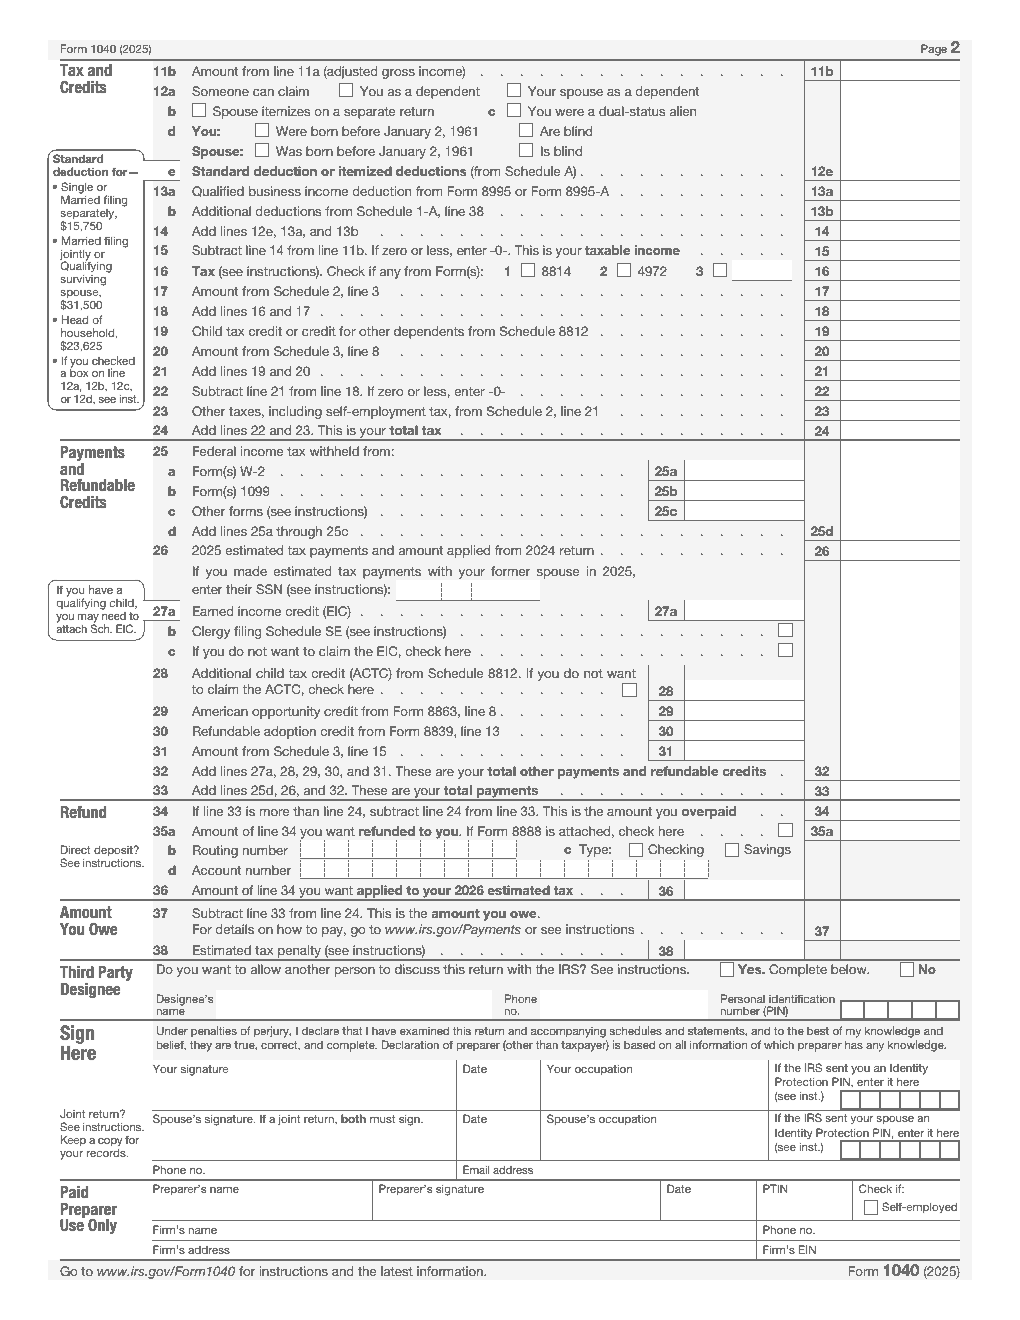 Form 1040 (2025) Page 2
Tax and Credits
11b Amount from line 11a (adjusted gross income) 11b
12a Someone can claim You as a dependent Your spouse as a dependent
b Spouse itemizes on a separate return c You were a dual-status alien
d You: Were born before January 2, 1961 Are blind
Spouse: Was born before January 2, 1961 Is blind
Standard
deduction for—
• Single or
Married filing
separately,
$15,750
• Married filing
jointly or
Qualifying
surviving
spouse,
$31,500
• Head of
household,
$23,625
• If you checked
a box on line
12a, 12b, 12c,
or 12d, see inst.
e Standard deduction or itemized deductions (from Schedule A) 12e
13a Qualified business income deduction from Form 8995 or Form 8995-A 13a
b Additional deductions from Schedule 1-A, line 38 13b
14 Add lines 12e, 13a, and 13b 14
15 Subtract line 14 from line 11b. If zero or less, enter -0-. This is your taxable income 15
16 Tax (see instructions). Check if any from Form(s): 1 8814 2 4972 3 16
17 Amount from Schedule 2, line 3 17
18 Add lines 16 and 17 18
19 Child tax credit or credit for other dependents from Schedule 8812 19
20 Amount from Schedule 3, line 8 20
21 Add lines 19 and 20 21
22 Subtract line 21 from line 18. If zero or less, enter -0- 22
23 Other taxes, including self-employment tax, from Schedule 2, line 21 23
24 Add lines 22 and 23. This is your total tax 24
Payments
and
Refundable
Credits
25 Federal income tax withheld from:
a Form(s) W-2 25a
b Form(s) 1099 25b
c Other forms (see instructions) 25c
d Add lines 25a through 25c 25d
26 2025 estimated tax payments and amount applied from 2024 return 26
If you made estimated tax payments with your former spouse in 2025,
enter their SSN (see instructions):
If you have a
qualifying child,
you may need to
attach Sch. EIC.
27a Earned income credit (EIC) 27a
b Clergy filing Schedule SE (see instructions)
c If you do not want to claim the EIC, check here
28 Additional child tax credit (ACTC) from Schedule 8812. If you do not want
to claim the ACTC, check here 28
29 American opportunity credit from Form 8863, line 8 29
30 Refundable adoption credit from Form 8839, line 13 30
31 Amount from Schedule 3, line 15 31
32 Add lines 27a, 28, 29, 30, and 31. These are your total other payments and refundable credits 32
33 Add lines 25d, 26, and 32. These are your total payments 33
Refund
34 If line 33 is more than line 24, subtract line 24 from line 33. This is the amount you overpaid 34
35a Amount of line 34 you want refunded to you. If Form 8888 is attached, check here 35a
Direct deposit?
See instructions.
b Routing number c Type: Checking Savings
d Account number
36 Amount of line 34 you want applied to your 2026 estimated tax 36
Amount
You Owe
37 Subtract line 33 from line 24. This is the amount you owe.
For details on how to pay, go to www.irs.gov/Payments or see instructions 37
38 Estimated tax penalty (see instructions) 38
Third Party
Designee
Do you want to allow another person to discuss this return with the IRS? See instructions. Yes. Complete below. No
Designee's
name
Phone
no.
Personal identification
number (PIN)
Sign
Here
Under penalties of perjury, I declare that I have examined this return and accompanying schedules and statements, and to the best of my knowledge and
belief, they are true, correct, and complete. Declaration of preparer (other than taxpayer) is based on all information of which preparer has any knowledge.
Your signature Date Your occupation
If the IRS sent you an Identity
Protection PIN, enter it here
(see inst.)
Joint return?
See instructions.
Keep a copy for
your records.
Spouse's signature. If a joint return, both must sign. Date Spouse's occupation
If the IRS sent your spouse an
Identity Protection PIN, enter it here
(see inst.)
Phone no. Email address
Paid
Preparer
Use Only
Preparer's name Preparer's signature Date PTIN Check if:
Self-employed
Firm's name Phone no.
Firm's address Firm's EIN
Go to www.irs.gov/Form1040 for instructions and the latest information. Form 1040 (2025)